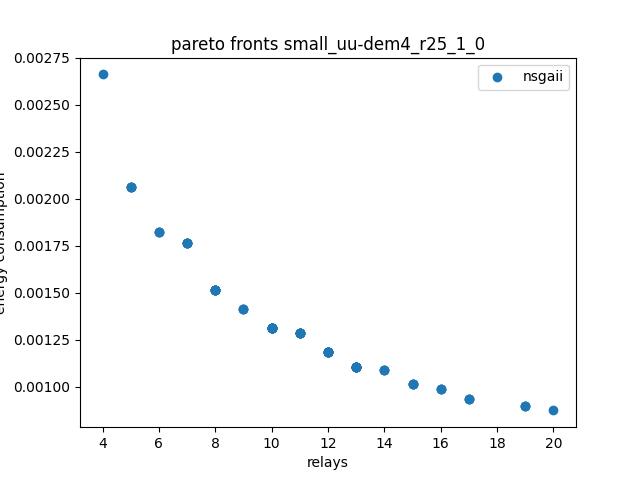 pareto fronts small_uu-dem4_r25_1_0
nsgaii
0.00275
0.00250
0.00225
0.00200
0.00175
0.00150
0.00125
0.00100
energy consumption
4 6 8 10 12 14 16 18 20
relays